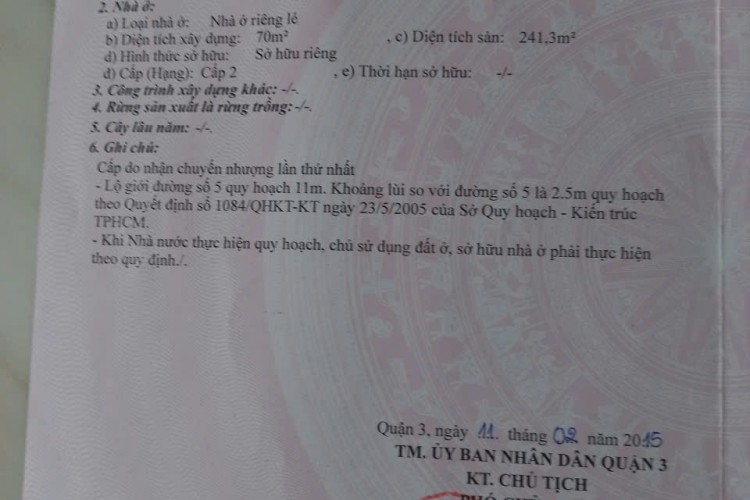 2. Nhà ở:
a) Loại nhà ở: Nhà ở riêng lẻ
b) Diện tích xây dựng: 70m² , c) Diện tích sàn: 241,3m²
d) Hình thức sở hữu: Sở hữu riêng
đ) Cấp (Hạng): Cấp 2 , e) Thời hạn sở hữu: -/-
3. Công trình xây dựng khác: -/-.
4. Rừng sản xuất là rừng trồng: -/-.
5. Cây lâu năm: -/-.
6. Ghi chú:
Cấp do nhận chuyển nhượng lần thứ nhất
- Lộ giới đường số 5 quy hoạch 11m. Khoảng lùi so với đường số 5 là 2.5m quy hoạch
theo Quyết định số 1084/QHKT-KT ngày 23/5/2005 của Sở Quy hoạch - Kiến trúc
TPHCM.
- Khi Nhà nước thực hiện quy hoạch, chủ sử dụng đất ở, sở hữu nhà ở phải thực hiện
theo quy định./.
Quận 3, ngày 11. tháng 02 năm 2015
TM. ỦY BAN NHÂN DÂN QUẬN 3
KT. CHỦ TỊCH